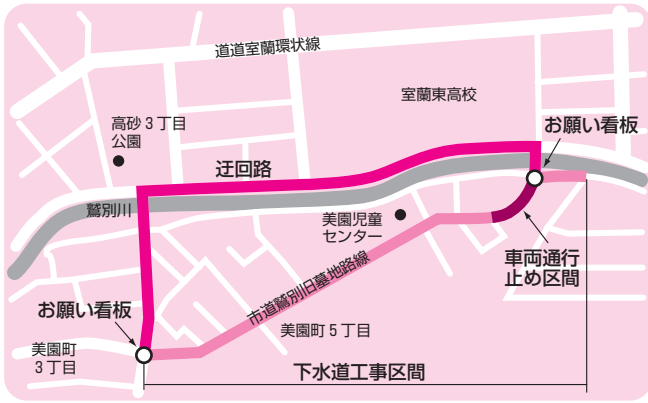 道道室蘭環状線
室蘭東高校
高砂3丁目
公園
お願い看板
迂回路
鷲別川
美園児童
センター
車両通行
止め区間
市道鷲別旧墓地路線
お願い看板
美園町5丁目
美園町
3丁目
下水道工事区間